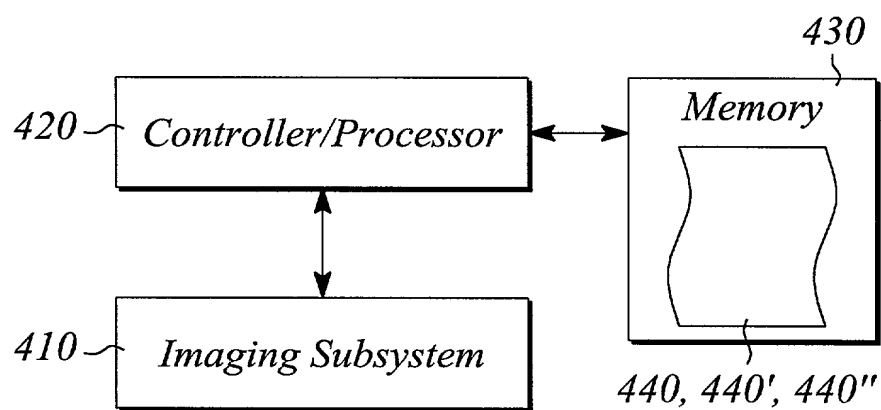 430
420
Controller/Processor
Memory
410
Imaging Subsystem
440, 440', 440"